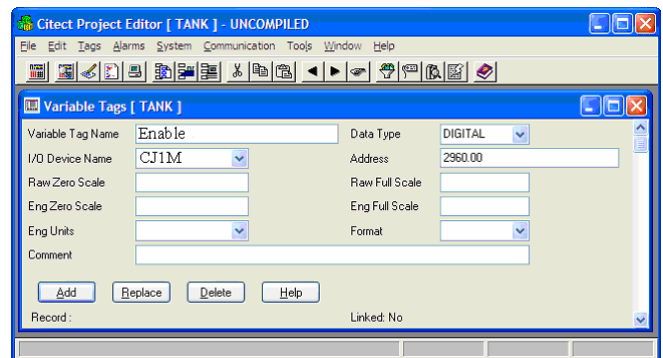 Citect Project Editor [ TANK ] - UNCOMPILED
File Edit Tags Alarms System Communication Tools Window Help
Variable Tags [ TANK ]
Variable Tag Name Enable Data Type DIGITAL
I/O Device Name CJ1M Address 2960.00
Raw Zero Scale Raw Full Scale
Eng Zero Scale Eng Full Scale
Eng Units Format
Comment
Add Replace Delete Help
Record : Linked: No